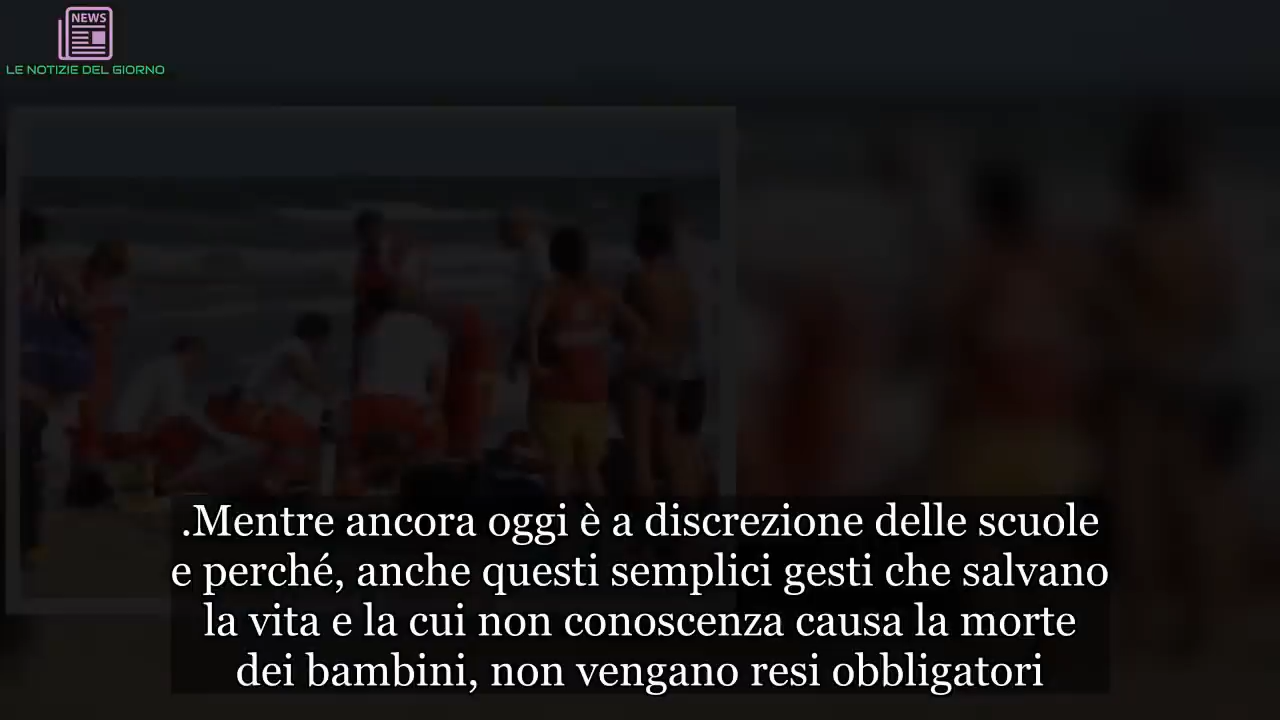 NEWS
LE NOTIZIE DEL GIORNO
.Mentre ancora oggi è a discrezione delle scuole
e perché, anche questi semplici gesti che salvano
la vita e la cui non conoscenza causa la morte
dei bambini, non vengano resi obbligatori